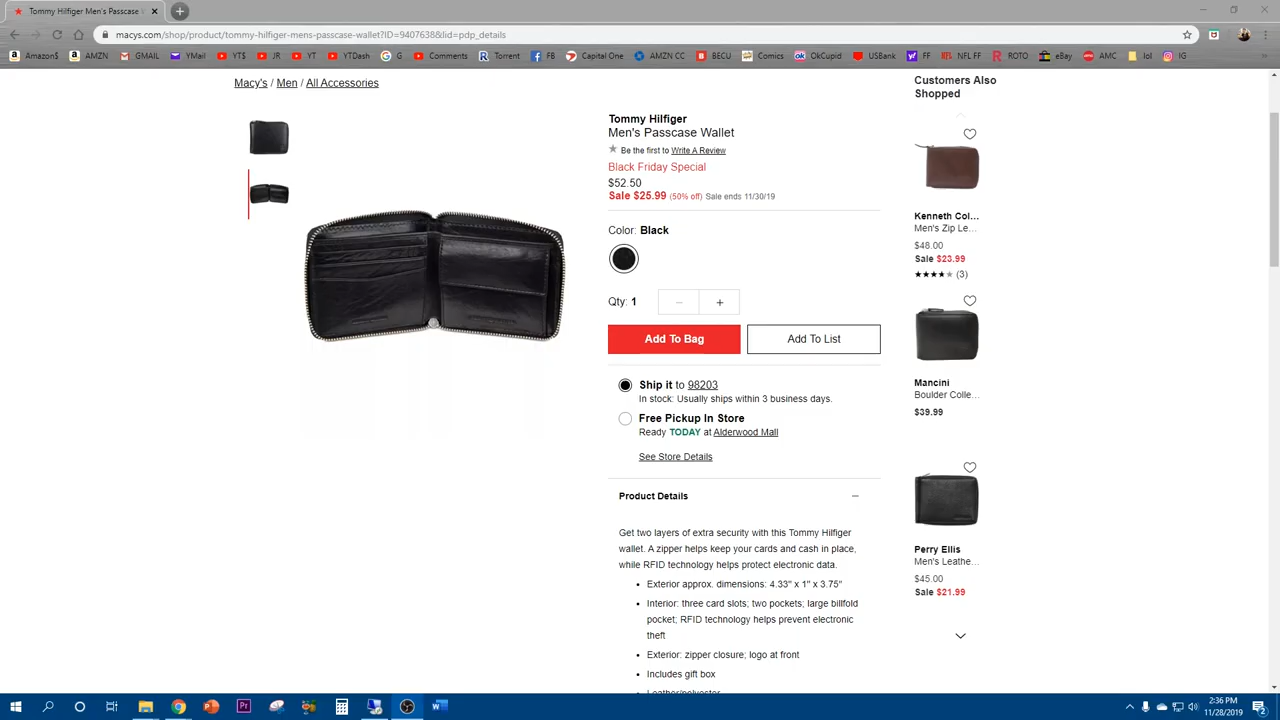 Tommy Hilfiger Men's Passcase
macys.com/shop/product/tommy-hilfiger-mens-passcase-wallet?ID=9407638&lid=pdp_details
AmazonS AMZN GMAIL YMail YT$ JR YT YTDash G Comments Torrent FB Capital One AMZN CC BECU Comics OkCupid USBank FF NFL FF ROTO eBay AMC lol IG
Macy's / Men / All Accessories
Customers Also
Shopped
Tommy Hilfiger
Men's Passcase Wallet
Be the first to Write A Review
Black Friday Special
$52.50
Sale $25.99 (50% off) Sale ends 11/30/19
Color: Black
Qty: 1
Add To Bag
Add To List
Ship it to 98203
In stock: Usually ships within 3 business days.
Free Pickup In Store
Ready TODAY at Alderwood Mall
See Store Details
Product Details
Get two layers of extra security with this Tommy Hilfiger
wallet. A zipper helps keep your cards and cash in place,
while RFID technology helps protect electronic data.
• Exterior approx. dimensions: 4.33" x 1" x 3.75"
• Interior: three card slots; two pockets; large billfold
pocket; RFID technology helps prevent electronic
theft
• Exterior: zipper closure; logo at front
• Includes gift box
• Leather/polyester
Kenneth Col...
Men's Zip Le...
$48.00
Sale $23.99
(3)
Mancini
Boulder Colle...
$39.99
Perry Ellis
Men's Leathe...
$45.00
Sale $21.99
2:36 PM
11/28/2019
2